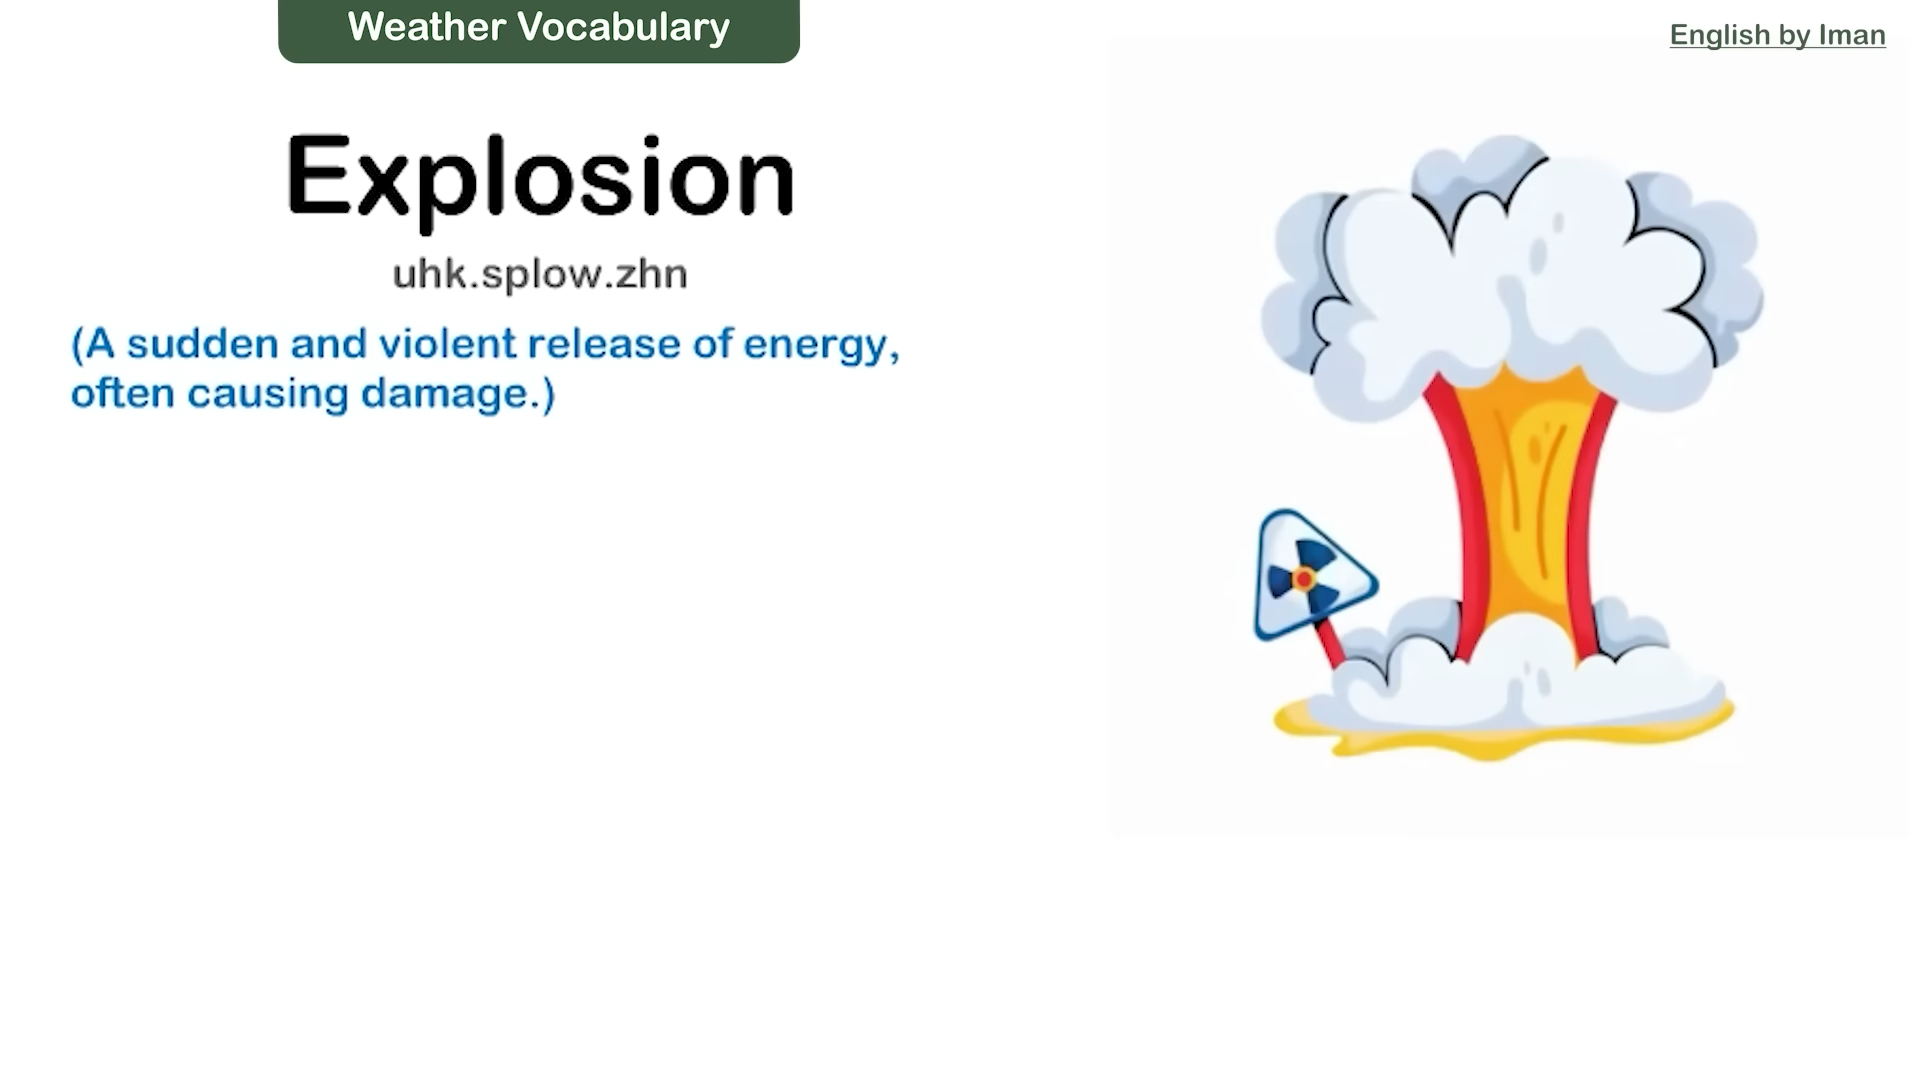 Weather Vocabulary
English by Iman
Explosion
uhk.splow.zhn
(A sudden and violent release of energy,
often causing damage.)